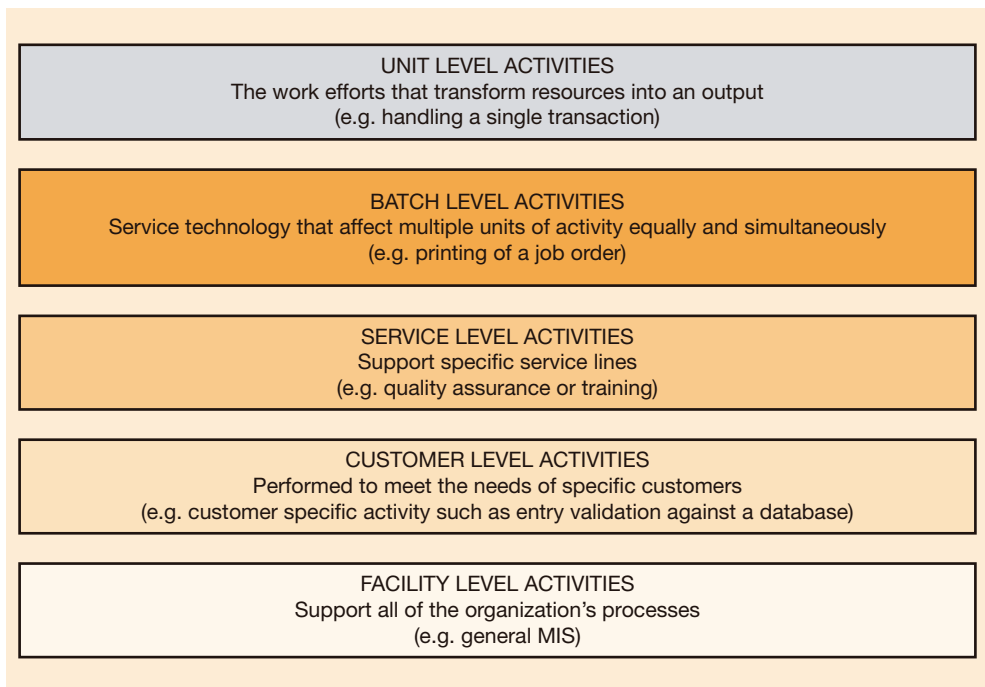 UNIT LEVEL ACTIVITIES
The work efforts that transform resources into an output
(e.g. handling a single transaction)
BATCH LEVEL ACTIVITIES
Service technology that affect multiple units of activity equally and simultaneously
(e.g. printing of a job order)
SERVICE LEVEL ACTIVITIES
Support specific service lines
(e.g. quality assurance or training)
CUSTOMER LEVEL ACTIVITIES
Performed to meet the needs of specific customers
(e.g. customer specific activity such as entry validation against a database)
FACILITY LEVEL ACTIVITIES
Support all of the organization's processes
(e.g. general MIS)